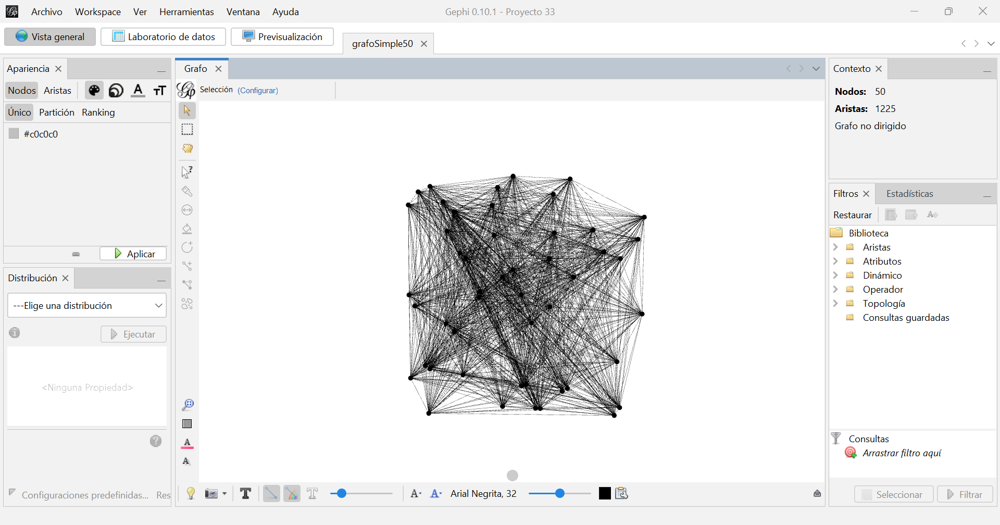 Archivo Workspace Ver Herramientas Ventana Ayuda
Gephi 0.10.1 - Proyecto 33
Vista general Laboratorio de datos Previsualización
grafoSimple50
Apariencia
Nodos Aristas A TT
Único Partición Ranking
#c0c0c0
Aplicar
Distribución
---Elige una distribución
Ejecutar
<Ninguna Propiedad>
Configuraciones predefinidas... Res
Grafo
Selección (Configurar)
Arial Negrita, 32
Contexto
Nodos: 50
Aristas: 1225
Grafo no dirigido
Filtros Estadísticas
Restaurar
Biblioteca
Aristas
Atributos
Dinámico
Operador
Topología
Consultas guardadas
Consultas
Arrastrar filtro aquí
Seleccionar Filtrar